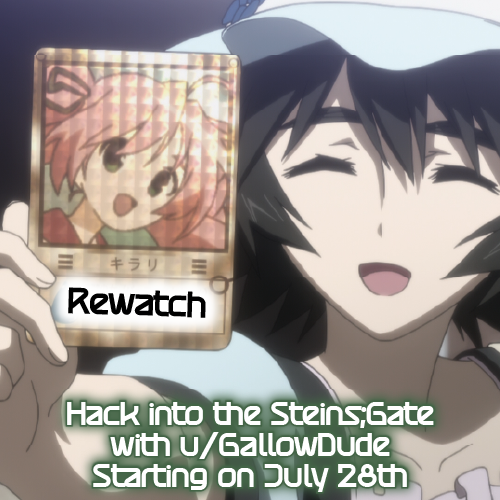 キラリ
Rewatch
Hack into the Steins;Gate
with u/GallowDude
Starting on July 28th